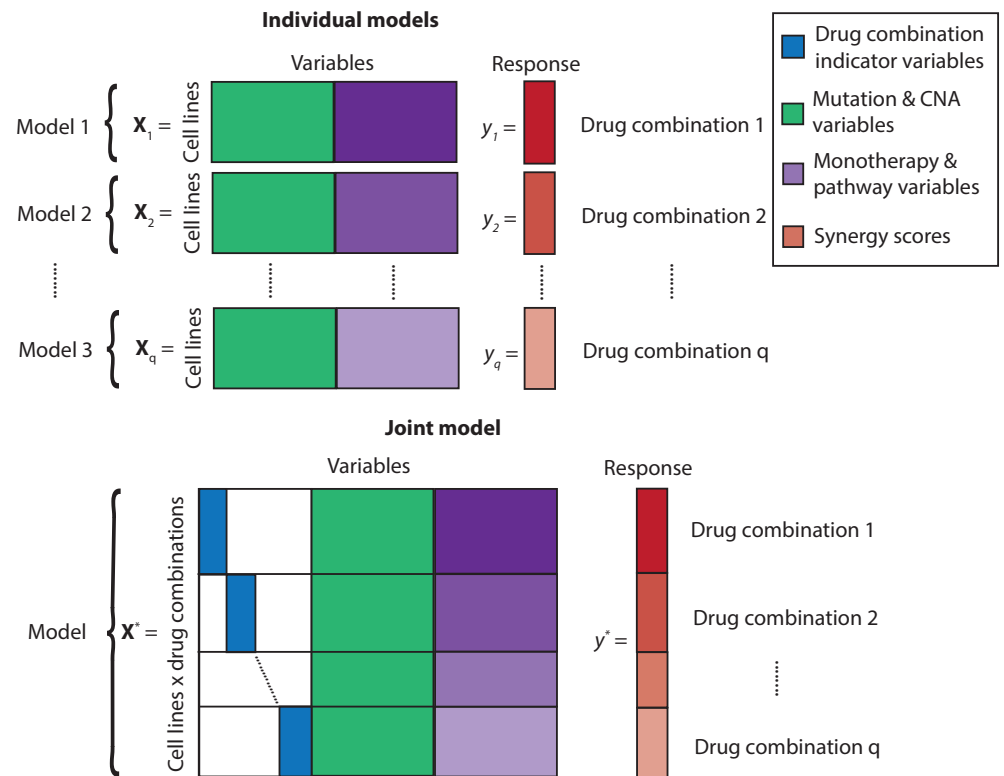 Individual models
Variables
Response
Model 1
X₁ =
Cell lines
y₁ =
Drug combination 1
Model 2
X₂ =
Cell lines
y₂ =
Drug combination 2
Model 3
X_q =
Cell lines
y_q =
Drug combination q
Drug combination
indicator variables
Mutation & CNA
variables
Monotherapy &
pathway variables
Synergy scores
Joint model
Variables
Response
Model
X* =
Cell lines x drug combinations
y* =
Drug combination 1
Drug combination 2
Drug combination q